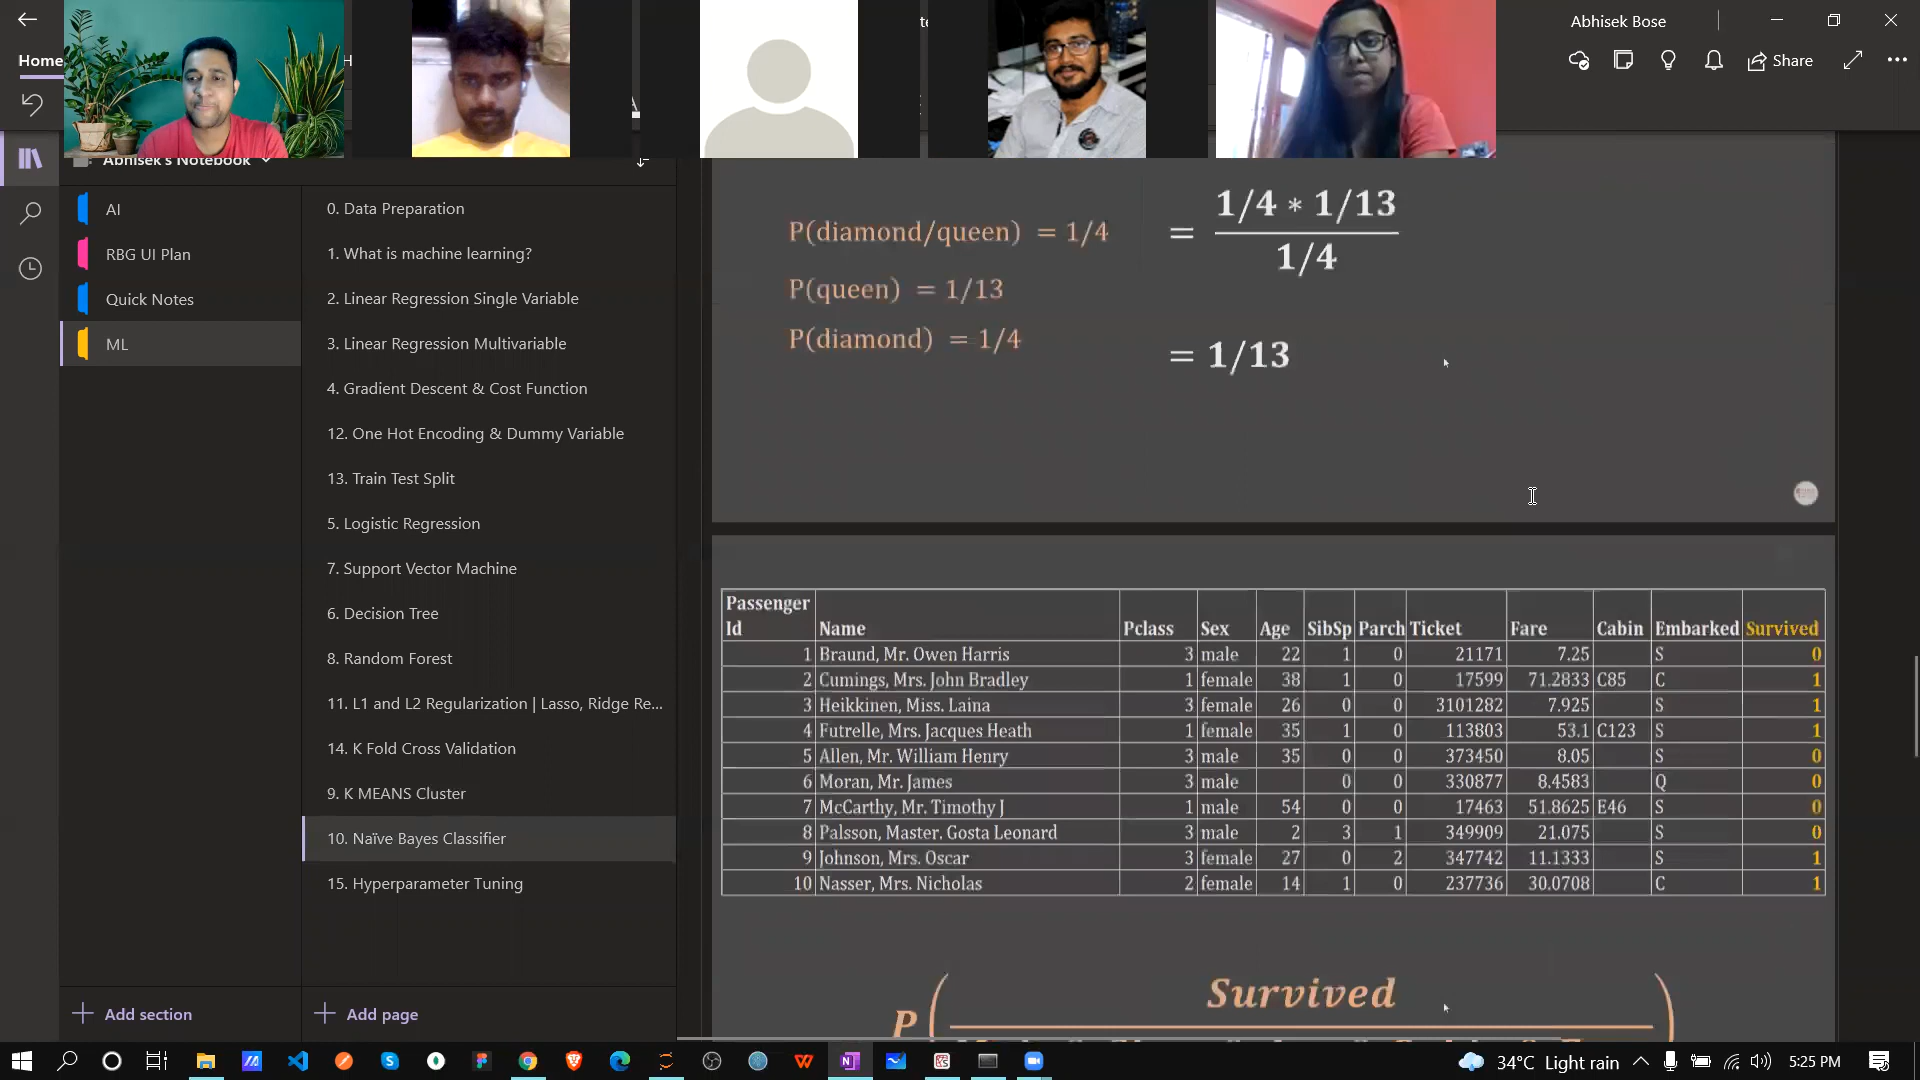 Abhisek Bose
Home
Share
Abhisek's Notebook
AI
RBG UI Plan
Quick Notes
ML
Add section
0. Data Preparation
1. What is machine learning?
2. Linear Regression Single Variable
3. Linear Regression Multivariable
4. Gradient Descent & Cost Function
12. One Hot Encoding & Dummy Variable
13. Train Test Split
5. Logistic Regression
7. Support Vector Machine
6. Decision Tree
8. Random Forest
11. L1 and L2 Regularization | Lasso, Ridge Re...
14. K Fold Cross Validation
9. K MEANS Cluster
10. Naïve Bayes Classifier
15. Hyperparameter Tuning
Add page
P(diamond/queen) = 1/4
P(queen) = 1/13
P(diamond) = 1/4
= 1/4 * 1/13
1/4
= 1/13
Passenger Id Name Pclass Sex Age SibSp Parch Ticket Fare Cabin Embarked Survived
1 Braund, Mr. Owen Harris 3 male 22 1 0 21171 7.25 S 0
2 Cumings, Mrs. John Bradley 1 female 38 1 0 17599 71.2833 C85 C 1
3 Heikkinen, Miss. Laina 3 female 26 0 0 3101282 7.925 S 1
4 Futrelle, Mrs. Jacques Heath 1 female 35 1 0 113803 53.1 C123 S 1
5 Allen, Mr. William Henry 3 male 35 0 0 373450 8.05 S 0
6 Moran, Mr. James 3 male 0 0 330877 8.4583 Q 0
7 McCarthy, Mr. Timothy J 1 male 54 0 0 17463 51.8625 E46 S 0
8 Palsson, Master. Gosta Leonard 3 male 2 3 1 349909 21.075 S 0
9 Johnson, Mrs. Oscar 3 female 27 0 2 347742 11.1333 S 1
10 Nasser, Mrs. Nicholas 2 female 14 1 0 237736 30.0708 C 1
Survived
P
34°C Light rain
5:25 PM